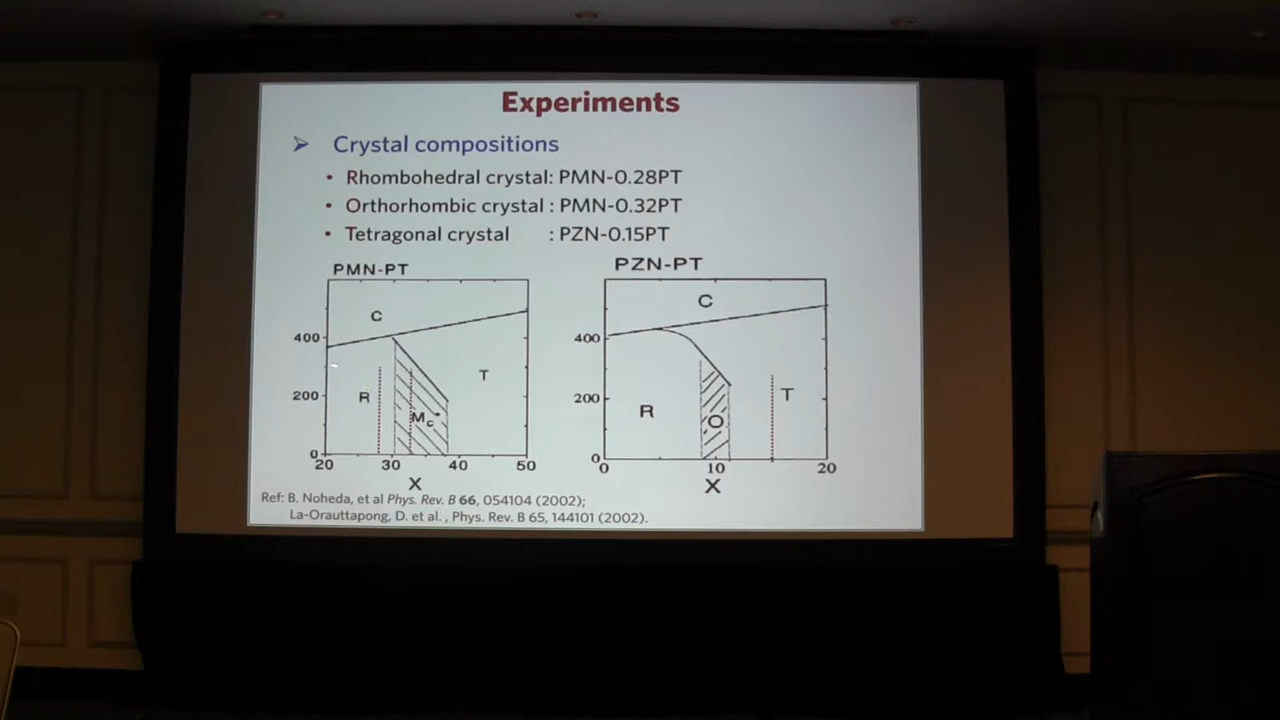 Experiments
Crystal compositions
Rhombohedral crystal: PMN-0.28PT
Orthorhombic crystal : PMN-0.32PT
Tetragonal crystal : PZN-0.15PT
PMN-PT
C
400
T
R
200
Mc
0
20 30 40 50
X
PZN-PT
C
400
T
200
R
O
0
0 10 20
X
Ref: B. Noheda, et al Phys. Rev. B 66, 054104 (2002);
La-Orauttapong, D. et al. , Phys. Rev. B 65, 144101 (2002).